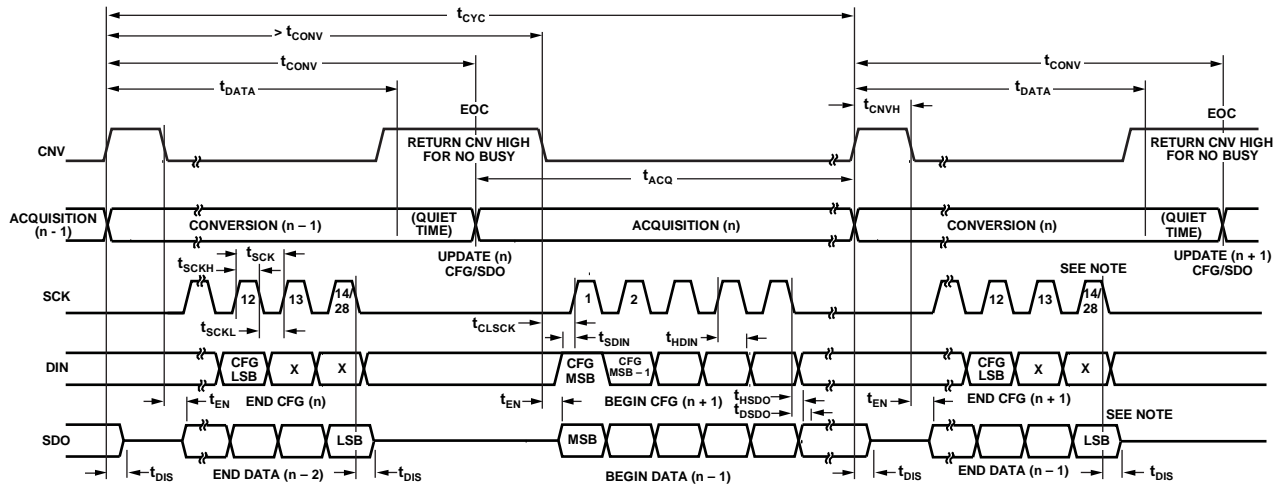 tCYC
> tCONV
tCONV
tCONV
tDATA
tDATA
EOC
tCNVH
EOC
CNV
RETURN CNV HIGH
FOR NO BUSY
RETURN CNV HIGH
FOR NO BUSY
tACQ
ACQUISITION
(n - 1)
CONVERSION (n – 1)
(QUIET
TIME)
ACQUISITION (n)
CONVERSION (n)
(QUIET
TIME)
UPDATE (n)
CFG/SDO
UPDATE (n + 1)
CFG/SDO
tSCK
tSCKH
SEE NOTE
SCK
12
13
14/
28
1
2
12
13
14/
28
tSCKL
tCLSCK
tSDIN
tHDIN
DIN
CFG
LSB
X
X
CFG
MSB
CFG
MSB – 1
CFG
LSB
X
X
tEN
END CFG (n)
tEN
BEGIN CFG (n + 1)
tHSDO
tDSDO
tEN
END CFG (n + 1)
SEE NOTE
SDO
LSB
MSB
LSB
tDIS
END DATA (n – 2)
tDIS
BEGIN DATA (n – 1)
tDIS
END DATA (n – 1)
tDIS